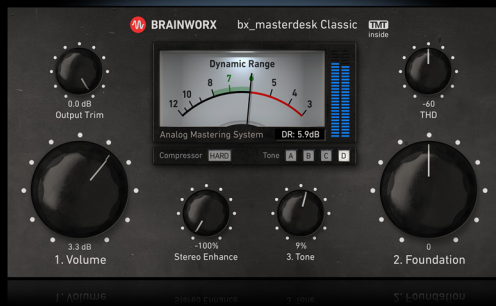 BRAINWORX bx_masterdesk Classic TMT
inside
Dynamic Range
12 10 8 7 6 5 4 3
Analog Mastering System DR: 5.9dB
Compressor HARD Tone A B C D
0.0 dB
Output Trim
-60
THD
3.3 dB
1. Volume
-100%
Stereo Enhance
9%
3. Tone
0
2. Foundation